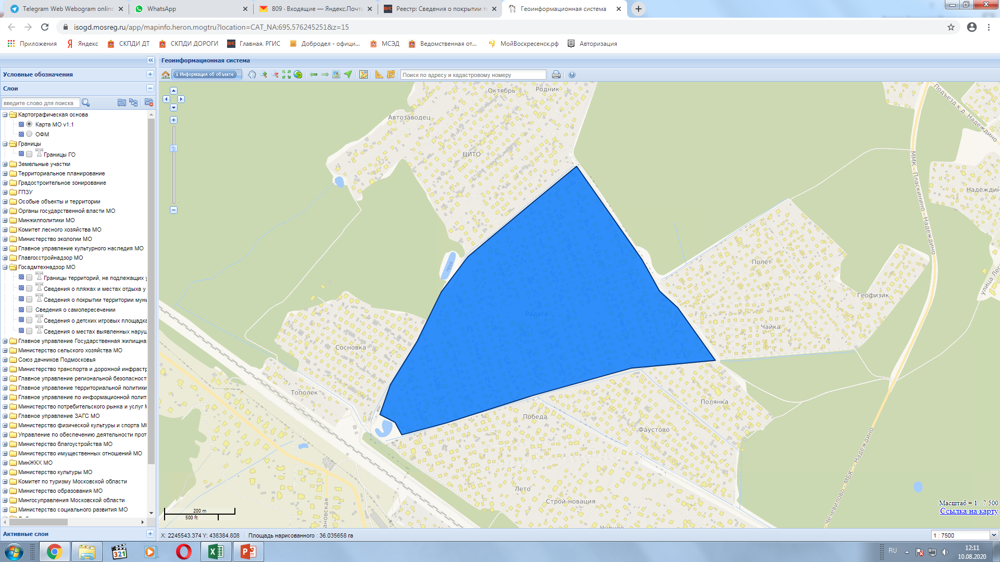 Telegram Web Webogram online
WhatsApp
809 · Входящие — Яндекс.Почта
Реестр: Сведения о покрытии т
Геоинформационная система
isogd.mosreg.ru/app/mapinfo.heron.mogtru?location=CAT_NA:695,576245251&z=15
Приложения
Яндекс
СКПДИ ДТ
СКПДИ ДОРОГИ
Главная. РГИС
Добродел - офици...
МСЭД
Ведомственная от...
МойВоскресенск.рф
Авторизация
Геоинформационная система
Условные обозначения
Информация об объекте
Поиск по адресу и кадастровому номеру
Слои
введите слово для поиска
Картографическая основа
Карта МО v1.1
ОФМ
Границы
Границы ГО
Земельные участки
Территориальное планирование
Градостроительное зонирование
ГПЗУ
Особые объекты и территории
Органы государственной власти МО
Минжилполитики МО
Комитет лесного хозяйства МО
Министерство экологии МО
Главное управление культурного наследия МО
Главгосстройнадзор МО
Госадмтехнадзор МО
Границы территорий, не подлежащих у
Сведения о пляжах и местах отдыха у
Сведения о покрытии территории муни
Сведения о самопересечении
Сведения о детских игровых площадка
Сведения о местах выявленных наруш
Главное управление Государственная жилищная
Министерство сельского хозяйства МО
Союз дачников Подмосковья
Министерство транспорта и дорожной инфрастр
Главное управление региональной безопасност
Главное управление территориальной политики
Главное управление по информационной полит
Министерство потребительского рынка и услуг М
Главное управление ЗАГС МО
Министерство физической культуры и спорта МО
Управление по обеспечению деятельности прот
Министерство благоустройства МО
Министерство имущественных отношений МО
МинЖКХ МО
Министерство культуры МО
Комитет по туризму Московской области
Министерство образования МО
Мингосуправления Московской области
Министерство социального развития МО
Активные слои
Октябрь
Родник
Автозаводец
ЦИТО
Подъезд к д. Надеждино
ММК - Пласкинино - Надеждино
Надеждин
пруд
Полёт
улица Лес
Геофизик
Радуга
Чайка
Сосновка
Тополек
Полянка
Победа
Фаустово
124
Лето
Строй-новация
Чечевилово - МБК" - Надеждино
ановская
Чудное
200 m
500 ft
Масштаб = 1 : 7 500
Ссылка на карту
X: 2245543.374 Y: 438384.808
Площадь нарисованного : 36.035658 га
1 : 7500
321
RU
12:11
10.08.2020